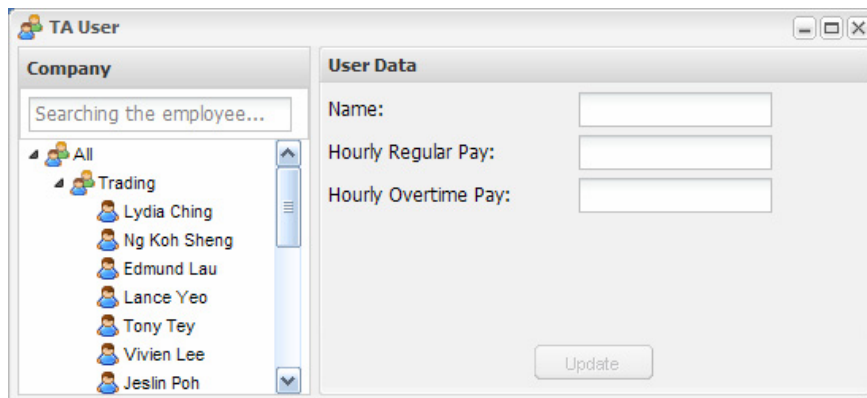 TA User
Company
Searching the employee...
All
Trading
Lydia Ching
Ng Koh Sheng
Edmund Lau
Lance Yeo
Tony Tey
Vivien Lee
Jeslin Poh
User Data
Name:
Hourly Regular Pay:
Hourly Overtime Pay:
Update